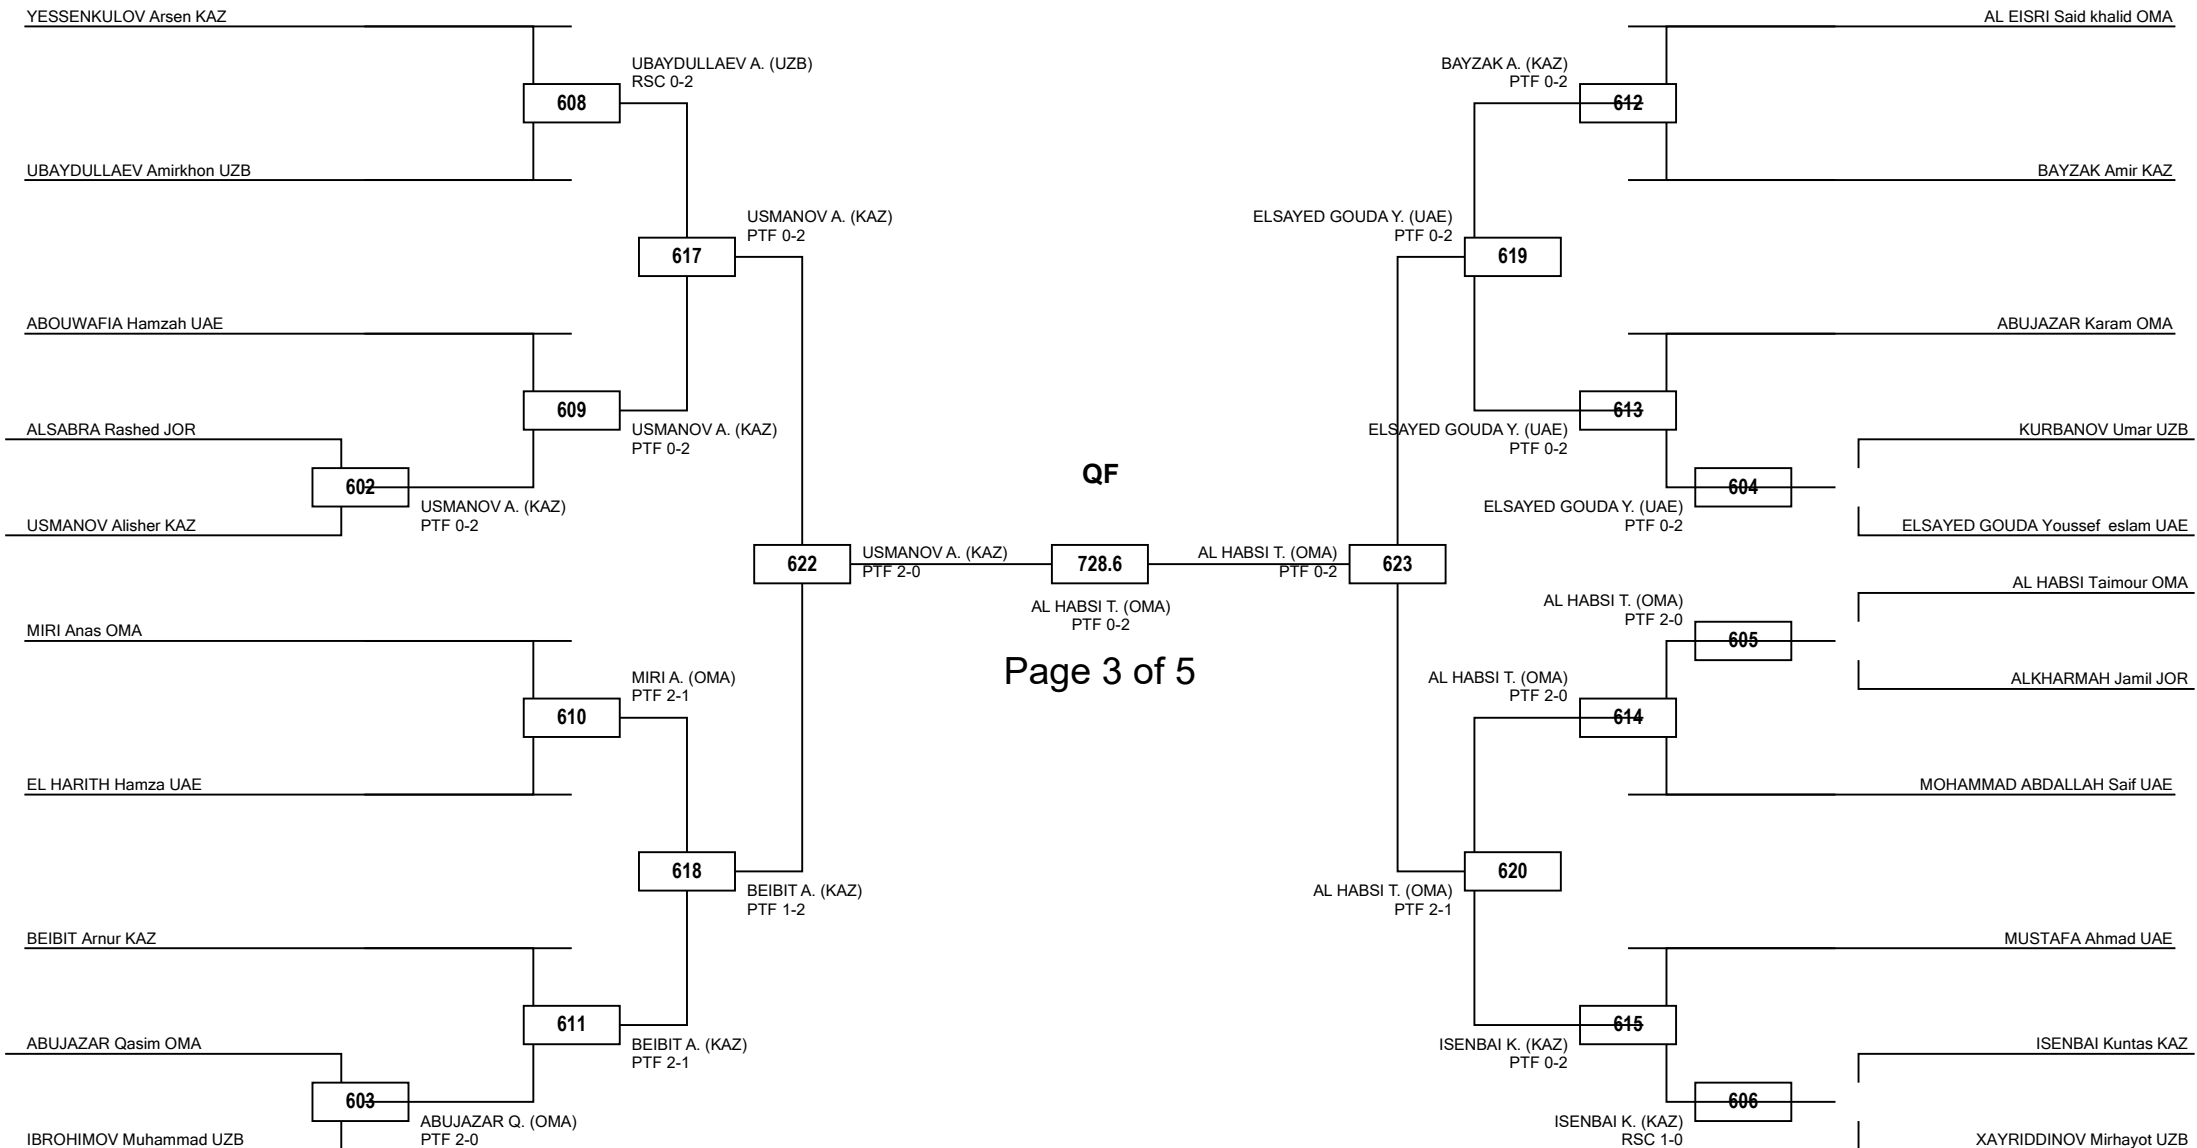 YESSENKULOV Arsen KAZ
UBAYDULLAEV A. (UZB)
RSC 0-2
608
UBAYDULLAEV Amirkhon UZB
USMANOV A. (KAZ)
PTF 0-2
617
ABOUWAFIA Hamzah UAE
609
ALSABRA Rashed JOR
USMANOV A. (KAZ)
PTF 0-2
602
USMANOV A. (KAZ)
PTF 0-2
USMANOV Alisher KAZ
622
USMANOV A. (KAZ)
PTF 2-0
MIRI Anas OMA
MIRI A. (OMA)
PTF 2-1
610
EL HARITH Hamza UAE
618
BEIBIT A. (KAZ)
PTF 1-2
BEIBIT Arnur KAZ
611
ABUJAZAR Qasim OMA
BEIBIT A. (KAZ)
PTF 2-1
603
ABUJAZAR Q. (OMA)
PTF 2-0
IBROHIMOV Muhammad UZB
QF
728.6
AL HABSI T. (OMA)
PTF 0-2
Page 3 of 5
AL EISRI Said khalid OMA
BAYZAK A. (KAZ)
PTF 0-2
612
BAYZAK Amir KAZ
ELSAYED GOUDA Y. (UAE)
PTF 0-2
619
ABUJAZAR Karam OMA
613
ELSAYED GOUDA Y. (UAE)
PTF 0-2
KURBANOV Umar UZB
604
ELSAYED GOUDA Y. (UAE)
PTF 0-2
ELSAYED GOUDA Youssef  eslam UAE
AL HABSI T. (OMA)
PTF 0-2
623
AL HABSI Taimour OMA
AL HABSI T. (OMA)
PTF 2-0
605
ALKHARMAH Jamil JOR
AL HABSI T. (OMA)
PTF 2-0
614
MOHAMMAD ABDALLAH Saif UAE
620
AL HABSI T. (OMA)
PTF 2-1
MUSTAFA Ahmad UAE
615
ISENBAI K. (KAZ)
PTF 0-2
ISENBAI Kuntas KAZ
606
ISENBAI K. (KAZ)
RSC 1-0
XAYRIDDINOV Mirhayot UZB